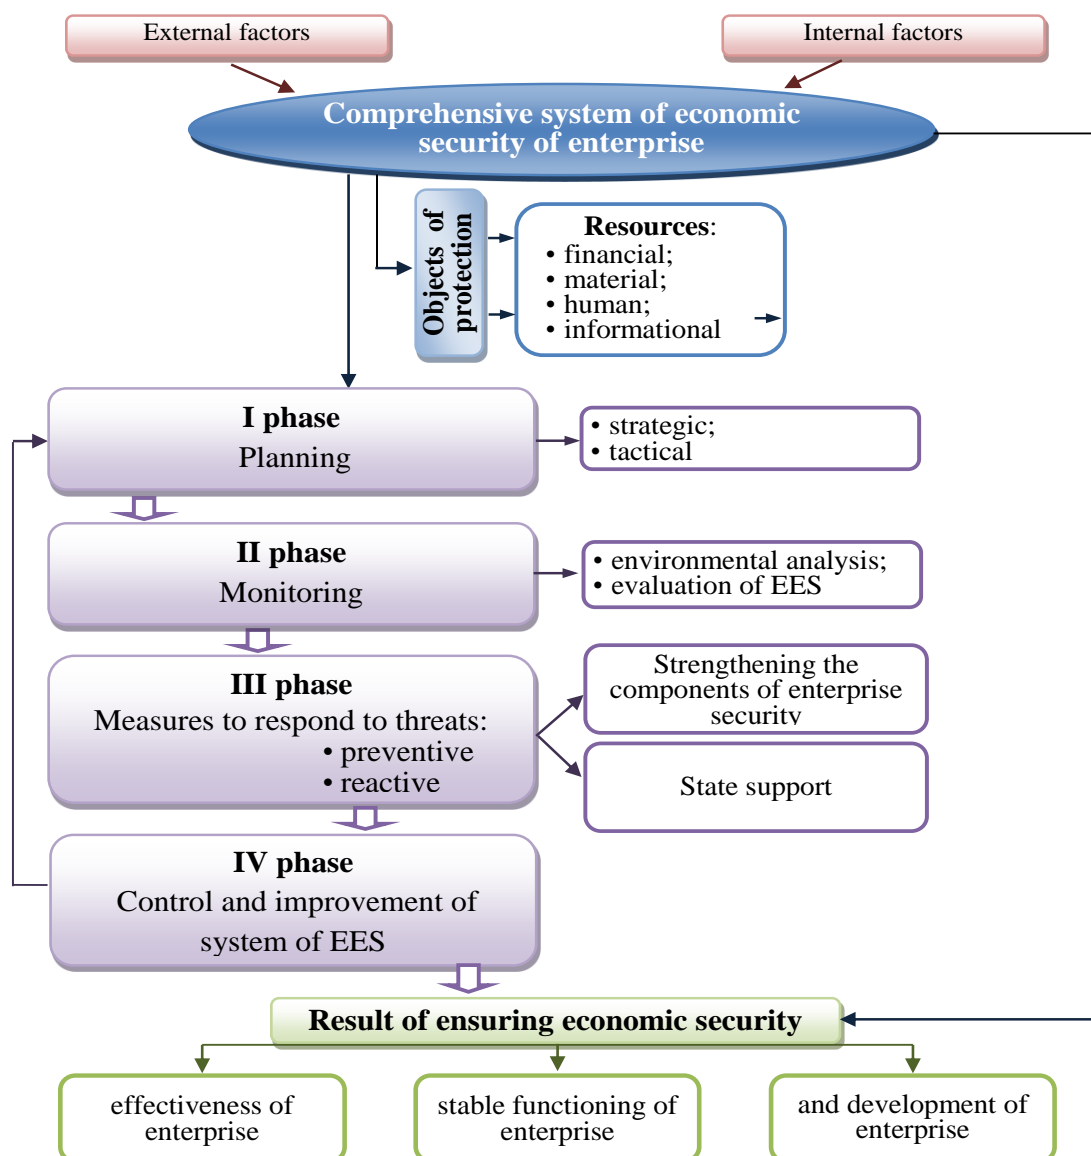 External factors
Internal factors
Comprehensive system of economic
security of enterprise
Objects of
protection
Resources:
• financial;
• material;
• human;
• informational
I phase
Planning
• strategic;
• tactical
II phase
Monitoring
• environmental analysis;
• evaluation of EES
III phase
Measures to respond to threats:
• preventive
• reactive
Strengthening the
components of enterprise
security
State support
IV phase
Control and improvement of
system of EES
Result of ensuring economic security
effectiveness of
enterprise
stable functioning of
enterprise
and development of
enterprise